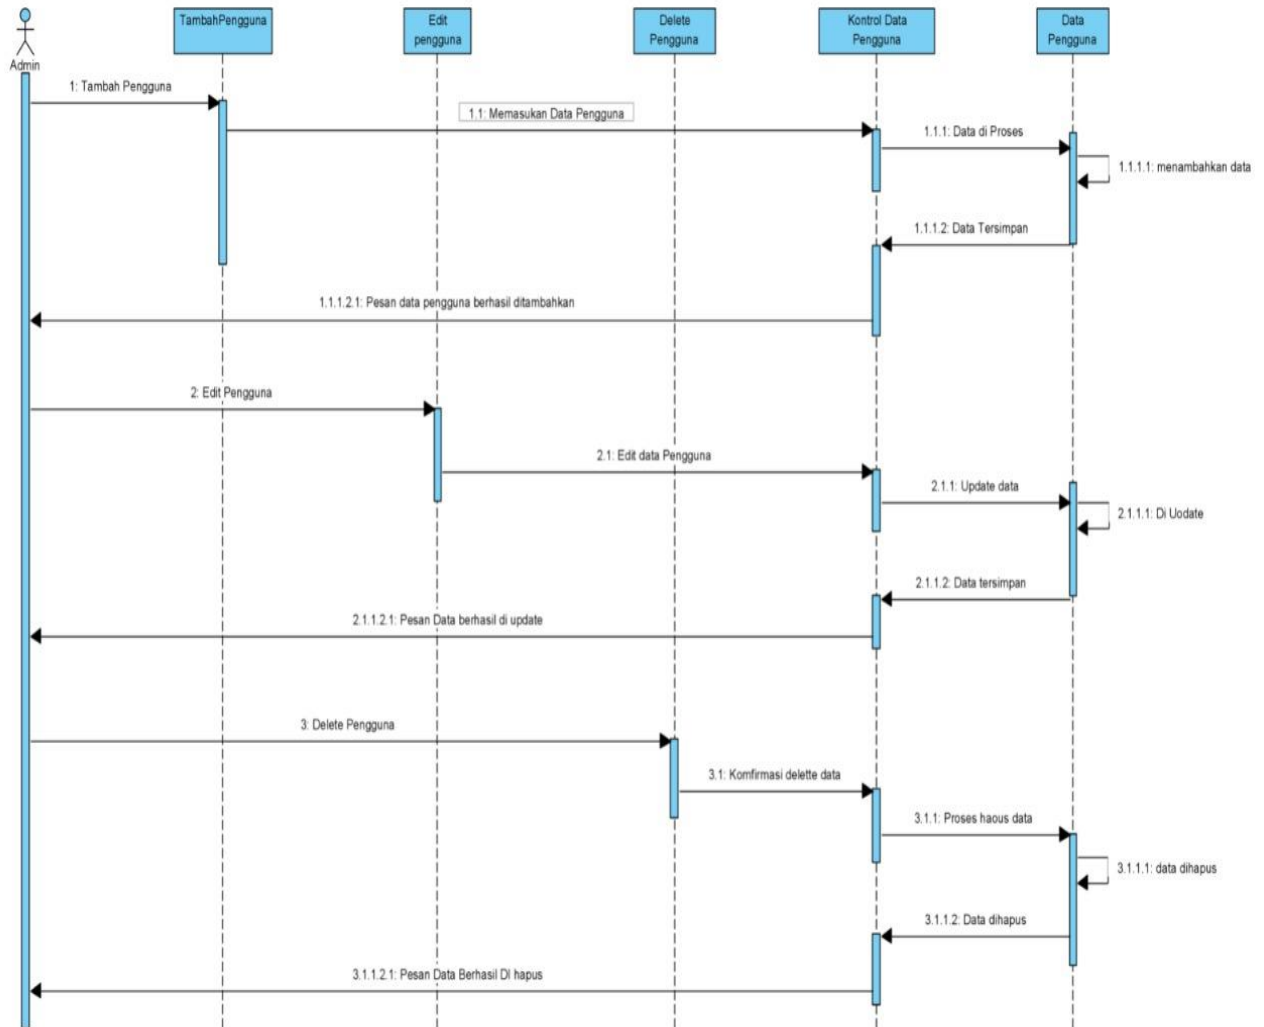 TambahPengguna
Edit
pengguna
Delete
Pengguna
Kontrol Data
Pengguna
Data
Pengguna
Admin
1: Tambah Pengguna
1.1: Memasukan Data Pengguna
1.1.1: Data di Proses
1.1.1.1: menambahkan data
1.1.1.2: Data Tersimpan
1.1.1.2.1: Pesan data pengguna berhasil ditambahkan
2: Edit Pengguna
2.1: Edit data Pengguna
2.1.1: Update data
2.1.1.1: Di Uodate
2.1.1.2: Data tersimpan
2.1.1.2.1: Pesan Data berhasil di update
3: Delete Pengguna
3.1: Komfirmasi delette data
3.1.1: Proses haous data
3.1.1.1: data dihapus
3.1.1.2: Data dihapus
3.1.1.2.1: Pesan Data Berhasil DI hapus